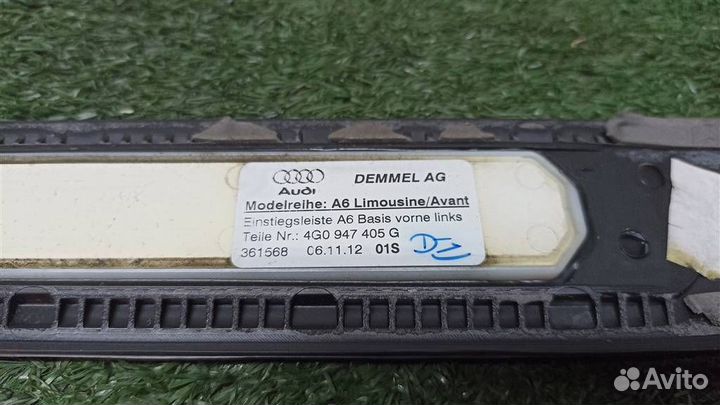 Audi
DEMMEL AG
Modelreihe: A6 Limousine/Avant
Einstiegsleiste A6 Basis vorne links
Teile Nr.: 4G0 947 405 G
361568 06.11.12 01S
Avito